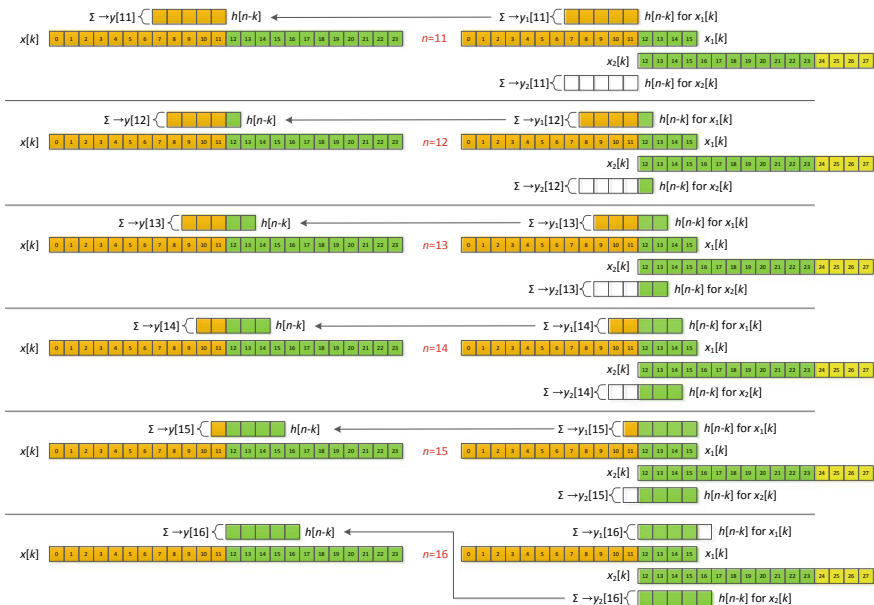 Σ →y[11] h[n-k] Σ →y₁[11] h[n-k] for x₁[k]
x[k] 0 1 2 3 4 5 6 7 8 9 10 11 12 13 14 15 16 17 18 19 20 21 22 23 n=11 0 1 2 3 4 5 6 7 8 9 10 11 12 13 14 15 x₁[k]
x₂[k] 12 13 14 15 16 17 18 19 20 21 22 23 24 25 26 27
Σ →y₂[11] h[n-k] for x₂[k]
Σ →y[12] h[n-k] Σ →y₁[12] h[n-k] for x₁[k]
x[k] 0 1 2 3 4 5 6 7 8 9 10 11 12 13 14 15 16 17 18 19 20 21 22 23 n=12 0 1 2 3 4 5 6 7 8 9 10 11 12 13 14 15 x₁[k]
x₂[k] 12 13 14 15 16 17 18 19 20 21 22 23 24 25 26 27
Σ →y₂[12] h[n-k] for x₂[k]
Σ →y[13] h[n-k] Σ →y₁[13] h[n-k] for x₁[k]
x[k] 0 1 2 3 4 5 6 7 8 9 10 11 12 13 14 15 16 17 18 19 20 21 22 23 n=13 0 1 2 3 4 5 6 7 8 9 10 11 12 13 14 15 x₁[k]
x₂[k] 12 13 14 15 16 17 18 19 20 21 22 23 24 25 26 27
Σ →y₂[13] h[n-k] for x₂[k]
Σ →y[14] h[n-k] Σ →y₁[14] h[n-k] for x₁[k]
x[k] 0 1 2 3 4 5 6 7 8 9 10 11 12 13 14 15 16 17 18 19 20 21 22 23 n=14 0 1 2 3 4 5 6 7 8 9 10 11 12 13 14 15 x₁[k]
x₂[k] 12 13 14 15 16 17 18 19 20 21 22 23 24 25 26 27
Σ →y₂[14] h[n-k] for x₂[k]
Σ →y[15] h[n-k] Σ →y₁[15] h[n-k] for x₁[k]
x[k] 0 1 2 3 4 5 6 7 8 9 10 11 12 13 14 15 16 17 18 19 20 21 22 23 n=15 0 1 2 3 4 5 6 7 8 9 10 11 12 13 14 15 x₁[k]
x₂[k] 12 13 14 15 16 17 18 19 20 21 22 23 24 25 26 27
Σ →y₂[15] h[n-k] for x₂[k]
Σ →y[16] h[n-k] Σ →y₁[16] h[n-k] for x₁[k]
x[k] 0 1 2 3 4 5 6 7 8 9 10 11 12 13 14 15 16 17 18 19 20 21 22 23 n=16 0 1 2 3 4 5 6 7 8 9 10 11 12 13 14 15 x₁[k]
x₂[k] 12 13 14 15 16 17 18 19 20 21 22 23 24 25 26 27
Σ →y₂[16] h[n-k] for x₂[k]